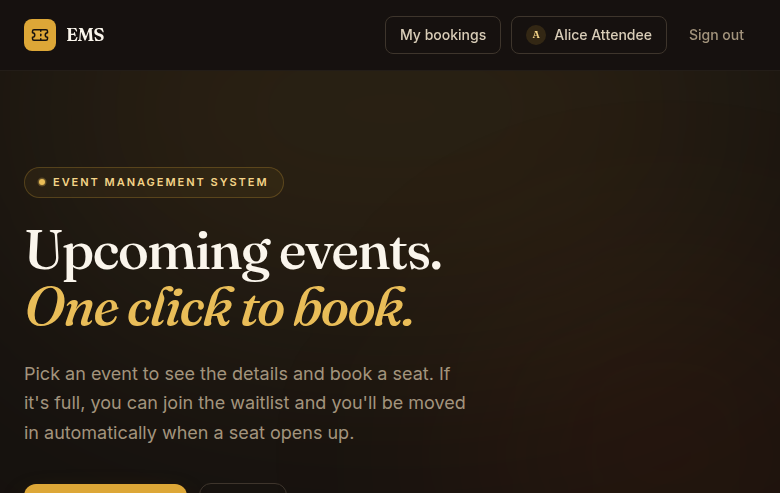 EMS
My bookings
A Alice Attendee
Sign out
EVENT MANAGEMENT SYSTEM
Upcoming events.
One click to book.
Pick an event to see the details and book a seat. If
it's full, you can join the waitlist and you'll be moved
in automatically when a seat opens up.